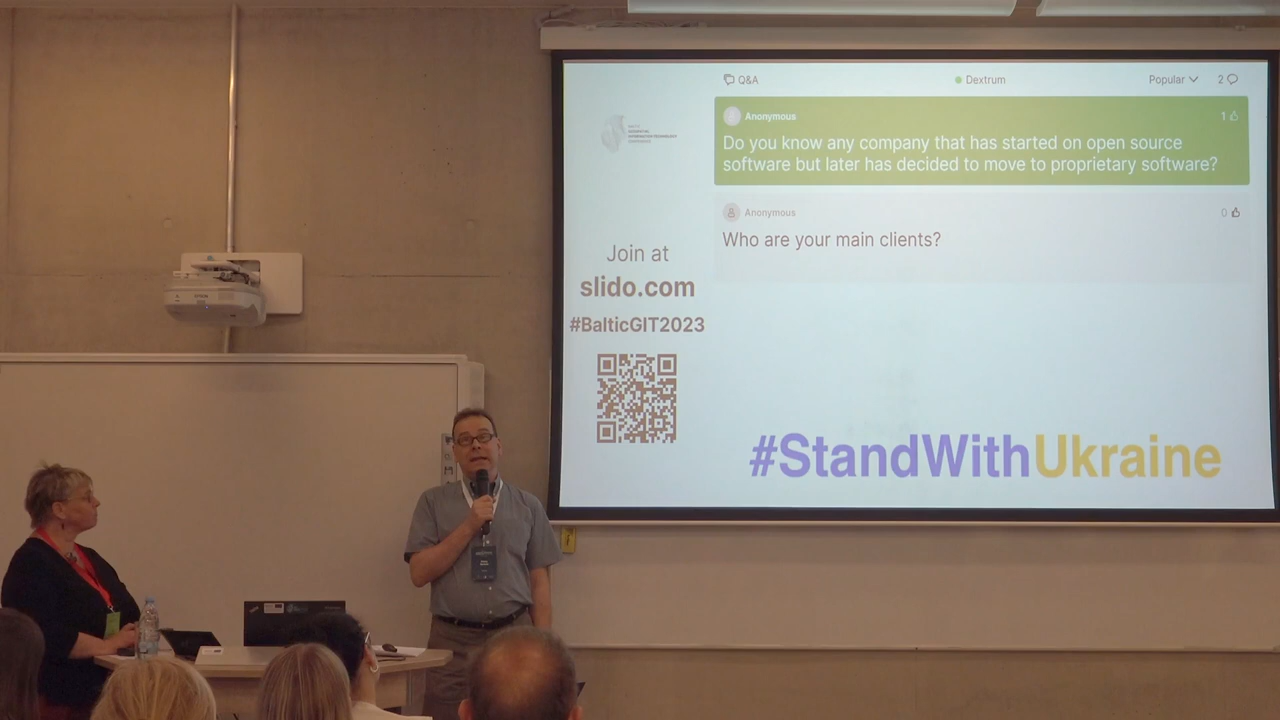 Q&A
Dextrum
Popular
2
Anonymous
1
Do you know any company that has started on open source
software but later has decided to move to proprietary software?
Anonymous
0
Who are your main clients?
Join at
slido.com
#BalticGIT2023
#StandWithUkraine
EPSON